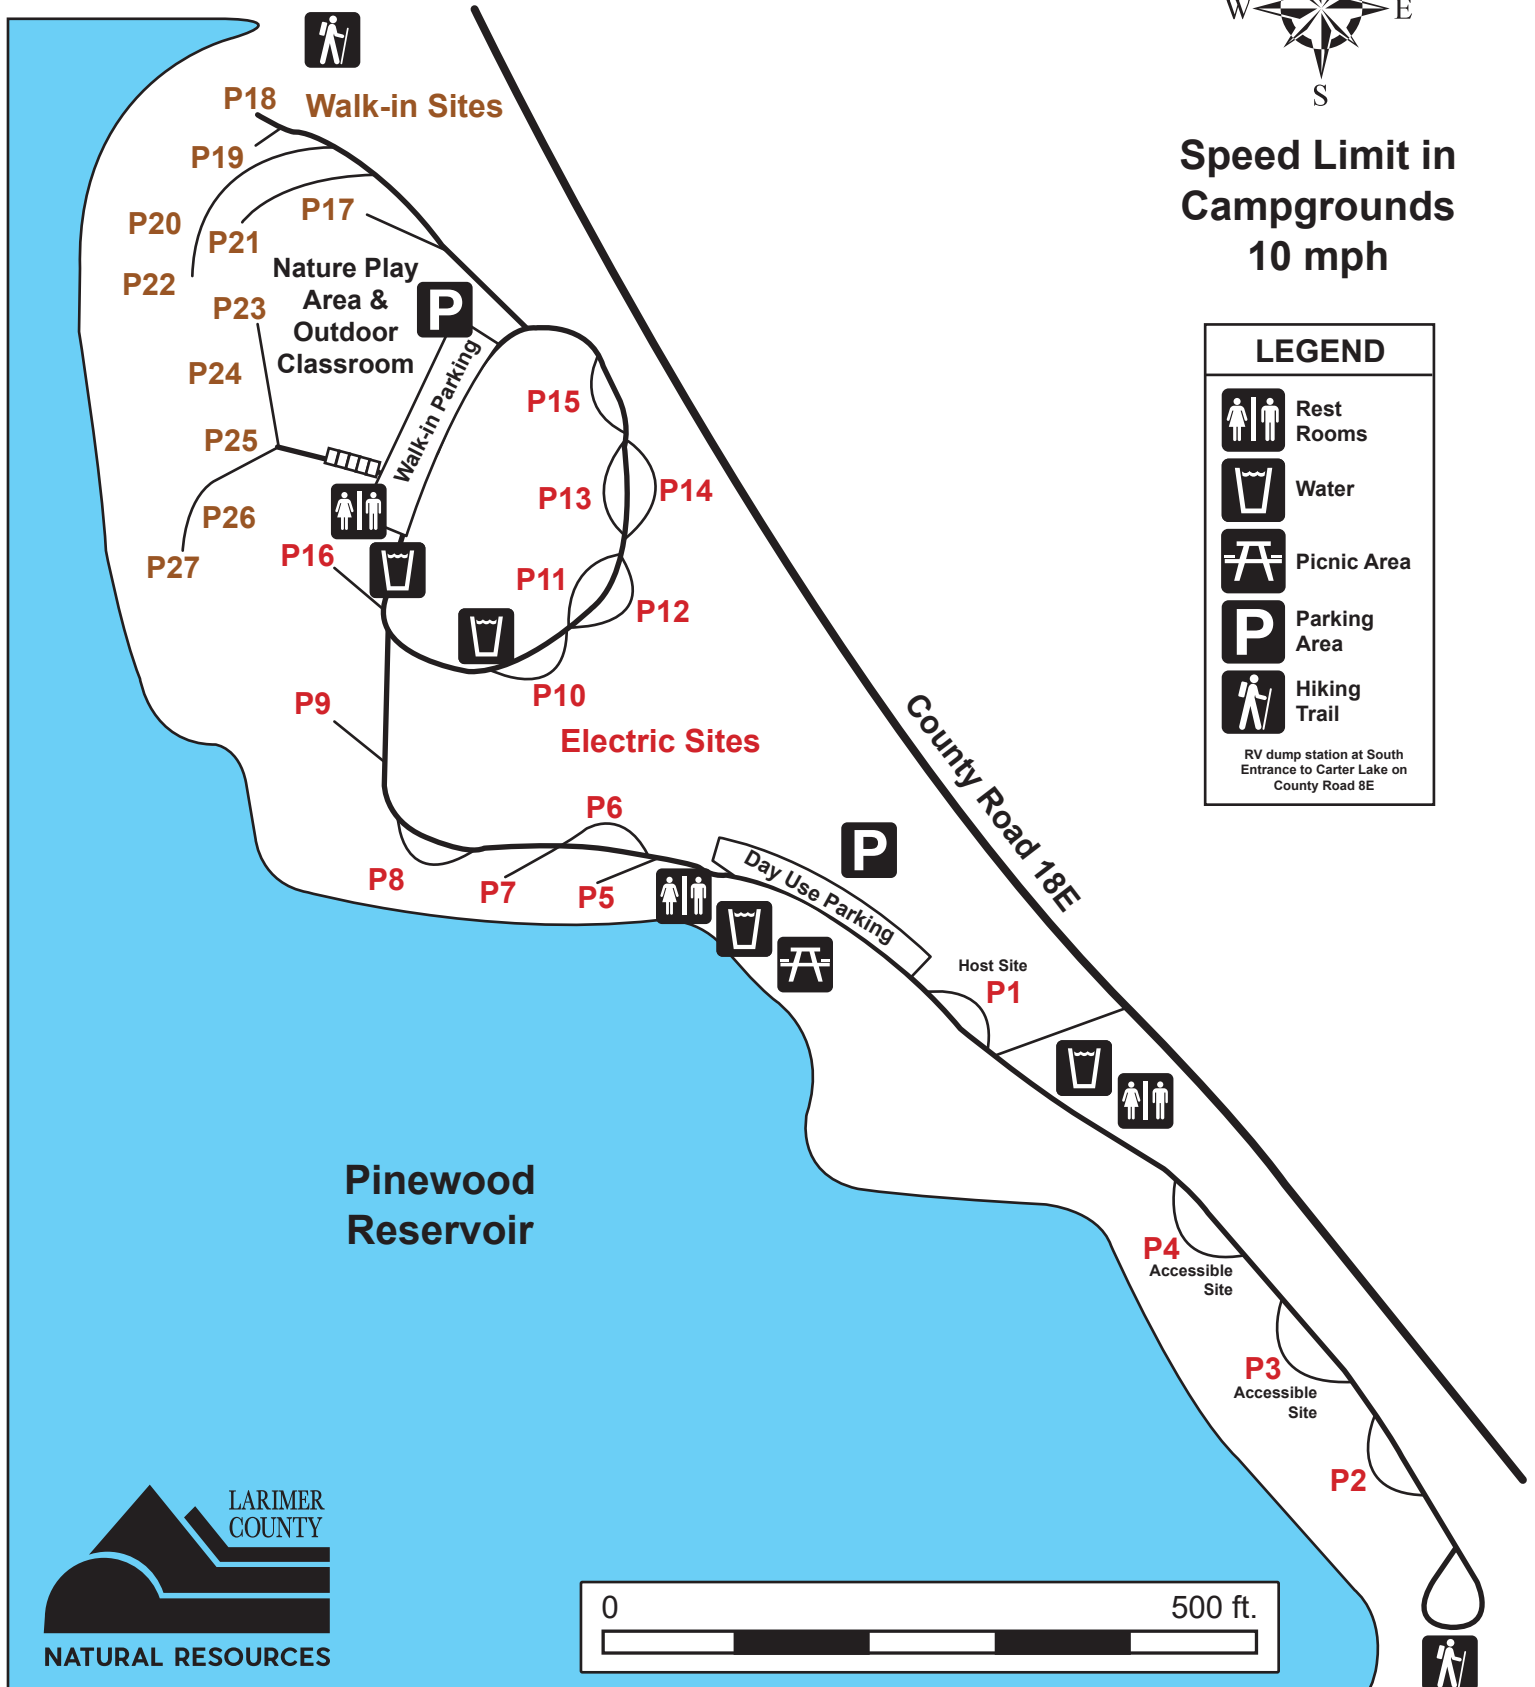 W
E
S
Speed Limit in
Campgrounds
10 mph
LEGEND
Rest
Rooms
Water
Picnic Area
P
Parking
Area
Hiking
Trail
RV dump station at South
Entrance to Carter Lake on
County Road 8E
P18
Walk-in Sites
P19
P20
P21
P17
P22
P23
Nature Play
Area &
Outdoor
Classroom
P
Walk-in Parking
P24
P25
P26
P27
P15
P13
P14
P16
P11
P12
P10
P9
Electric Sites
County Road 18E
P6
P8
P7
P5
P
Day Use Parking
Host Site
P1
Pinewood
Reservoir
P4
Accessible
Site
P3
Accessible
Site
P2
LARIMER
COUNTY
NATURAL RESOURCES
0
500 ft.